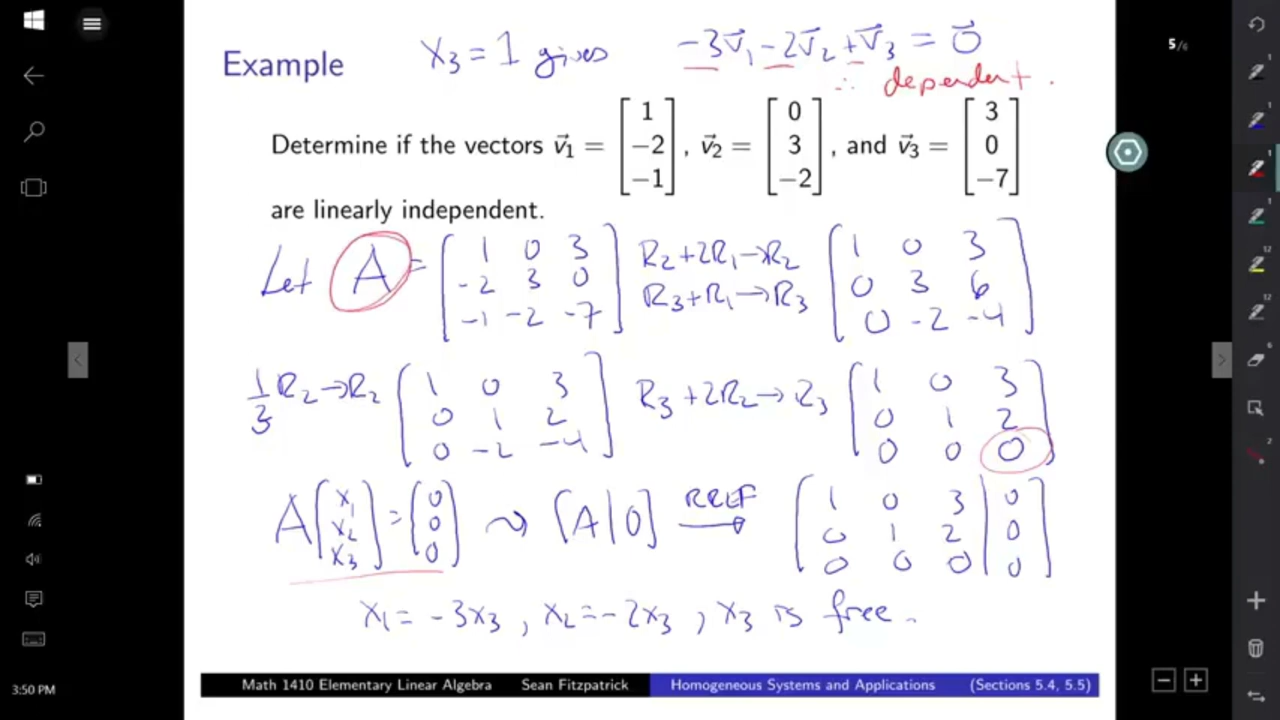 5/6
X₃ = 1 gives -3v⃗₁ - 2v⃗₂ + v⃗₃ = 0⃗
Example
∴ dependent.
Determine if the vectors v⃗₁ = [1 −2 −1], v⃗₂ = [0 3 −2], and v⃗₃ = [3 0 −7]
are linearly independent.
Let A = [1 0 3; -2 3 0; -1 -2 -7] R₂+2R₁→R₂ R₃+R₁→R₃ [1 0 3; 0 3 6; 0 -2 -4]
1/3 R₂→R₂ [1 0 3; 0 1 2; 0 -2 -4] R₃+2R₂→R₃ [1 0 3; 0 1 2; 0 0 0]
A(x₁ x₂ x₃) = (0 0 0) ⇝ [A|0] RREF → [1 0 3 | 0; 0 1 2 | 0; 0 0 0 | 0]
x₁ = -3x₃, x₂ = -2x₃, x₃ is free.
Math 1410 Elementary Linear Algebra Sean Fitzpatrick Homogeneous Systems and Applications (Sections 5.4, 5.5)
3:50 PM